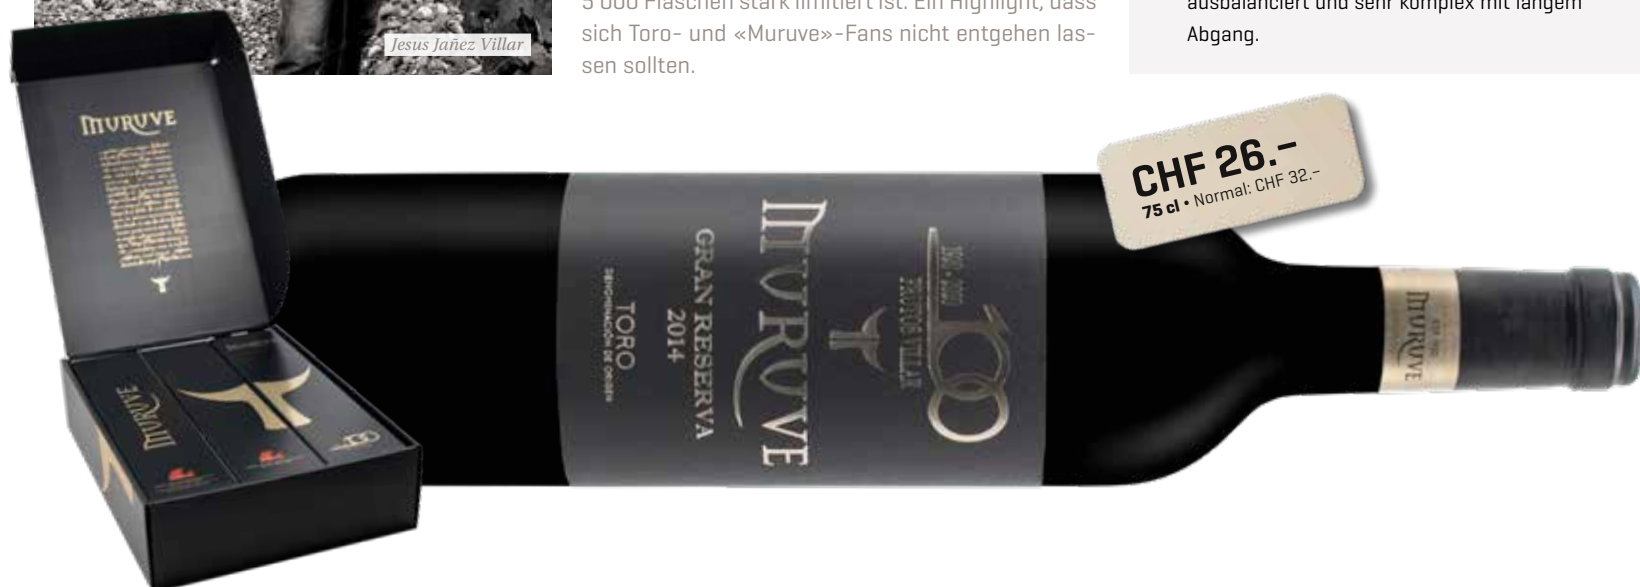 Jesus Jañez Villar
5 000 Flaschen stark limitiert ist. Ein Highlight, dass
sich Toro- und «Muruve»-Fans nicht entgehen las-
sen sollten.
ausbalanciert und sehr komplex mit langem
Abgang.
MURUVE
CHF 26.–
75 cl • Normal: CHF 32.–
100
FRUTOS VILLAR
MURUVE
GRAN RESERVA
2014
TORO
DENOMINACIÓN DE ORIGEN
MURUVE
MURUVE
100